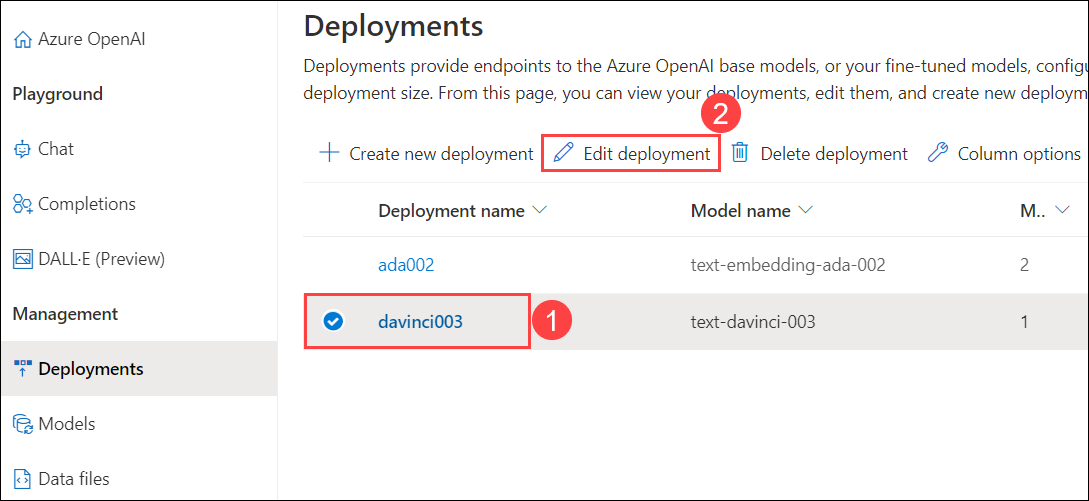 Azure OpenAI
Playground
Chat
Completions
DALL·E (Preview)
Management
Deployments
Models
Data files
Deployments
Deployments provide endpoints to the Azure OpenAI base models, or your fine-tuned models, configu
deployment size. From this page, you can view your deployments, edit them, and create new deploym
2
Create new deployment Edit deployment Delete deployment Column options
Deployment name Model name M..
ada002 text-embedding-ada-002 2
davinci003 1 text-davinci-003 1